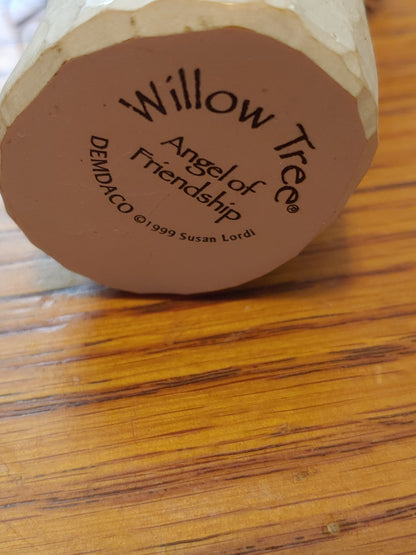 Willow Tree®
Angel of
Friendship
DEMDACO ©1999 Susan Lordi